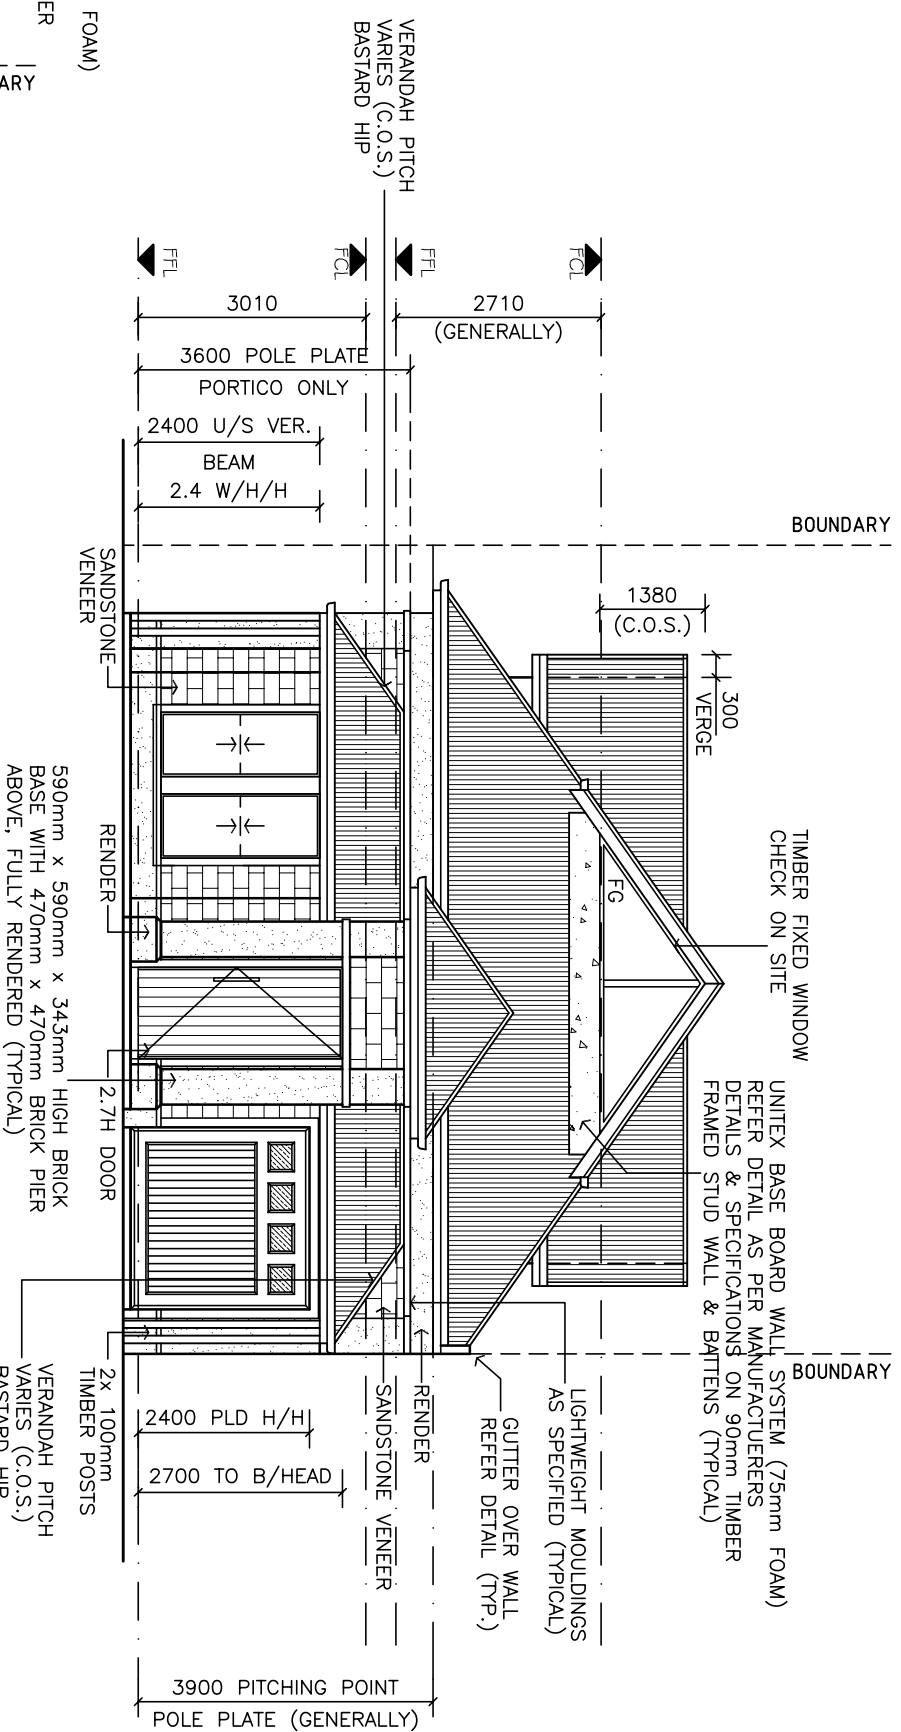 FOAM)
ER
ARY
VERANDAH PITCH
VARIES (C.O.S.)
BASTARD HIP
FCL
FFL
FCL
FFL
2710
(GENERALLY)
3010
3600 POLE PLATE
PORTICO ONLY
2400 U/S VER.
BEAM
2.4 W/H/H
BOUNDARY
1380
(C.O.S.)
300
VERGE
SANDSTONE
VENEER
TIMBER FIXED WINDOW
CHECK ON SITE
FG
RENDER
590mm x 590mm x 343mm HIGH BRICK
BASE WITH 470mm x 470mm BRICK PIER
ABOVE, FULLY RENDERED (TYPICAL)
2.7H DOOR
UNITEX BASE BOARD WALL SYSTEM (75mm FOAM)
REFER DETAIL AS PER MANUFACTUERERS
DETAILS & SPECIFICATIONS ON 90mm TIMBER
FRAMED STUD WALL & BATTENS (TYPICAL)
BOUNDARY
LIGHTWEIGHT MOULDINGS
AS SPECIFIED (TYPICAL)
GUTTER OVER WALL
REFER DETAIL (TYP.)
RENDER
SANDSTONE VENEER
2x 100mm
TIMBER POSTS
VERANDAH PITCH
VARIES (C.O.S.)
BASTARD HIP
2400 PLD H/H
2700 TO B/HEAD
3900 PITCHING POINT
POLE PLATE (GENERALLY)